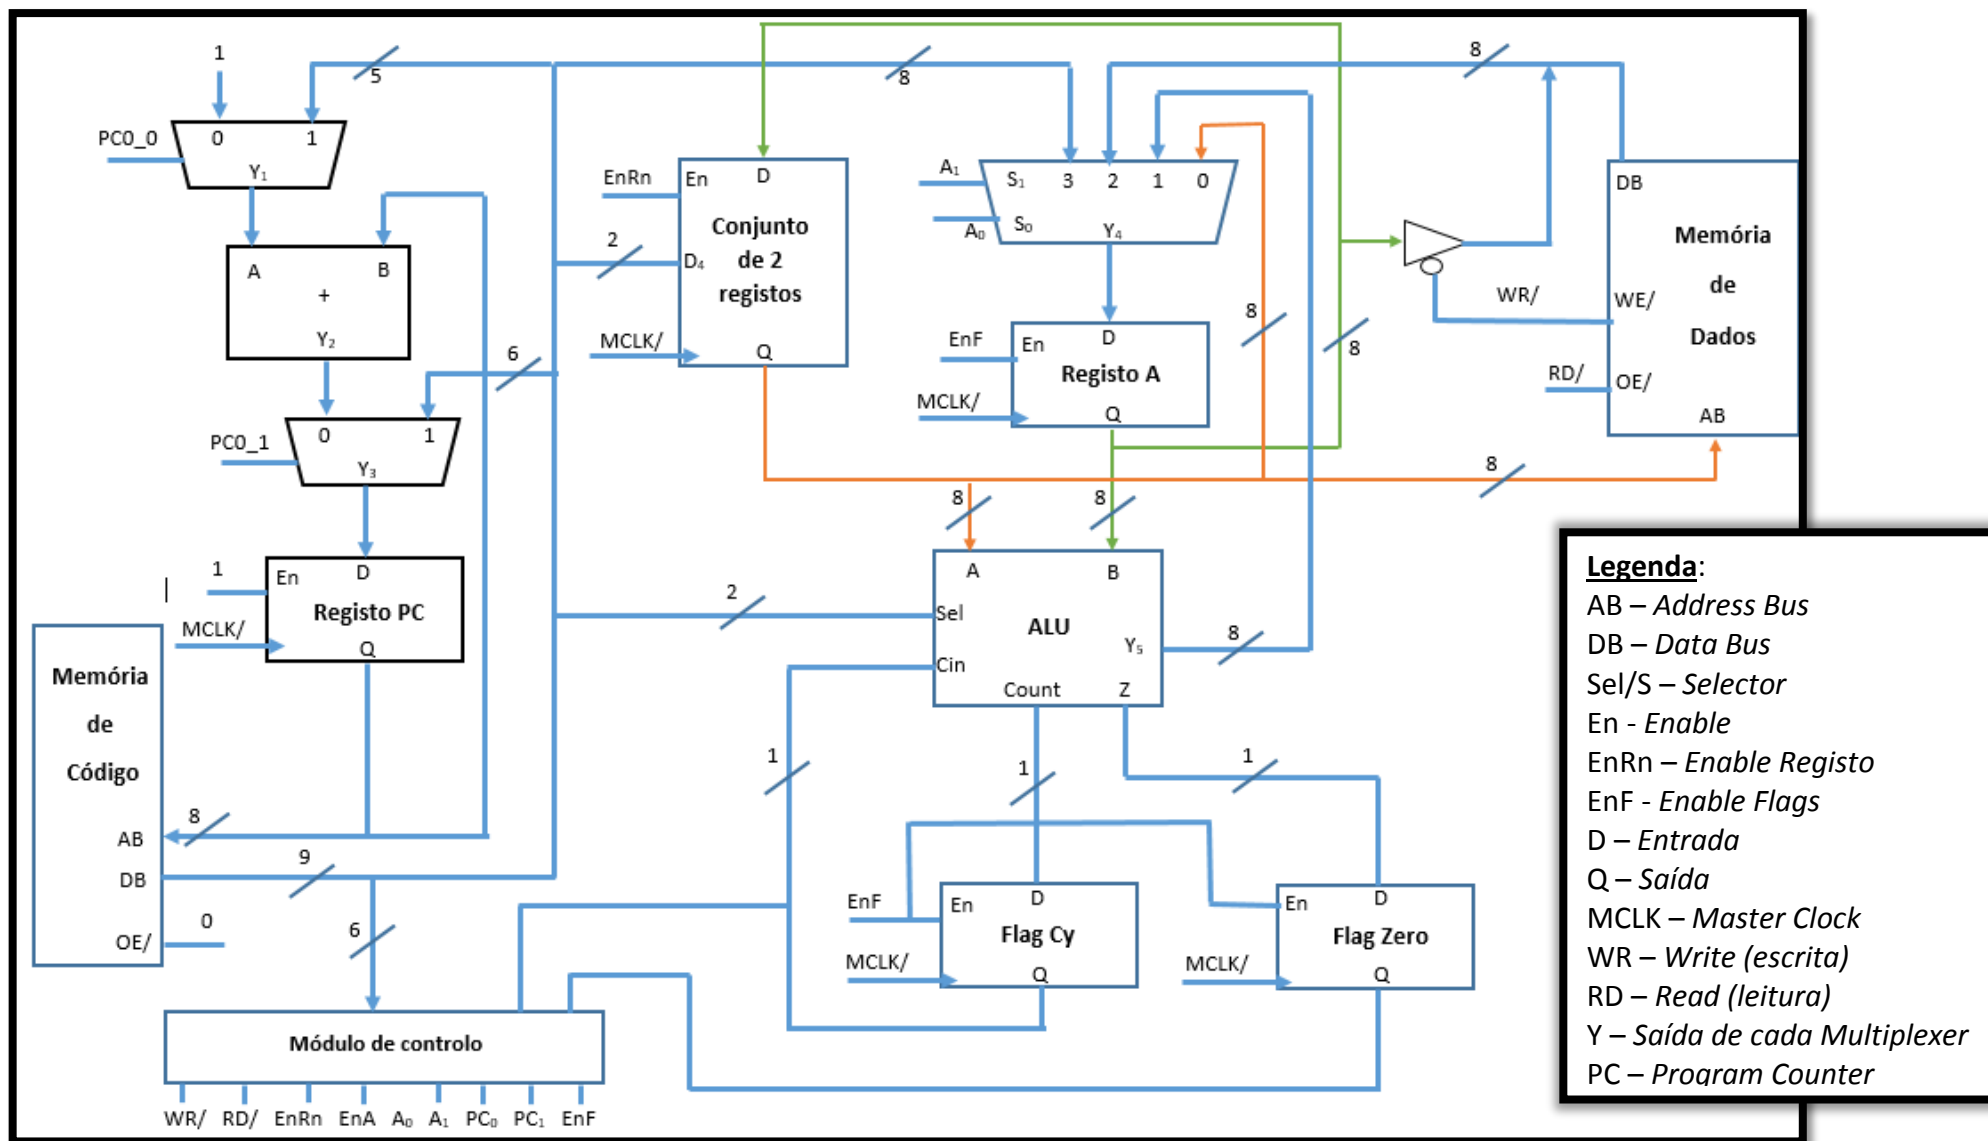 1
5
8
8
PC0_0
0 1
Y₁
A B
+
Y₂
6
PC0_1
0 1
Y₃
1
En D
Registo PC
MCLK/
Q
Memória
de
Código
AB
DB
OE/
8
9
0
6
Módulo de controlo
WR/ RD/ EnRn EnA A₀ A₁ PC₀ PC₁ EnF
EnRn
En D
Conjunto
de 2
registos
2
D₄
MCLK/
Q
A₁
A₀
S₁ 3 2 1 0
S₀
Y₄
EnF
En D
Registo A
MCLK/
Q
8
8
WR/
RD/
DB
Memória
de
Dados
WE/
OE/
AB
8
8
8
2
A B
Sel
ALU
Y₅
Cin
Count Z
8
1
1
1
EnF
En D
Flag Cy
MCLK/
Q
En D
Flag Zero
MCLK/
Q
Legenda:
AB – Address Bus
DB – Data Bus
Sel/S – Selector
En - Enable
EnRn – Enable Registo
EnF - Enable Flags
D – Entrada
Q – Saída
MCLK – Master Clock
WR – Write (escrita)
RD – Read (leitura)
Y – Saída de cada Multiplexer
PC – Program Counter